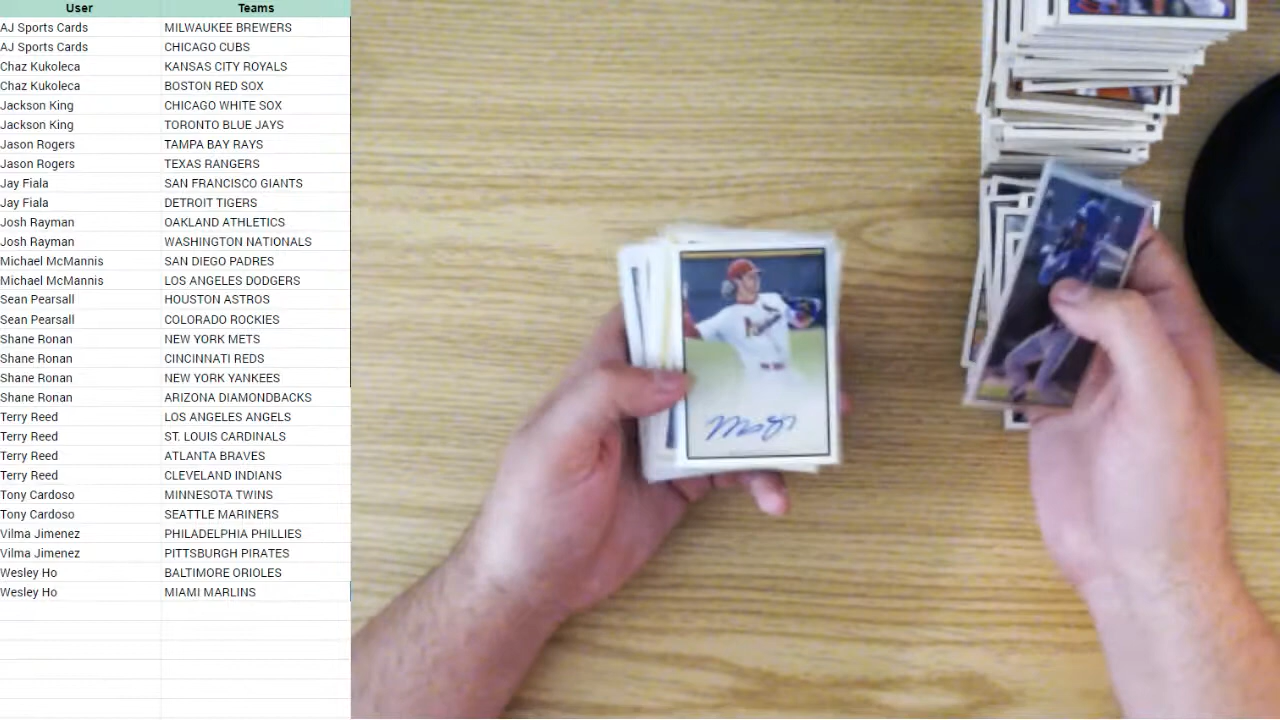 User Teams
AJ Sports Cards MILWAUKEE BREWERS
AJ Sports Cards CHICAGO CUBS
Chaz Kukoleca KANSAS CITY ROYALS
Chaz Kukoleca BOSTON RED SOX
Jackson King CHICAGO WHITE SOX
Jackson King TORONTO BLUE JAYS
Jason Rogers TAMPA BAY RAYS
Jason Rogers TEXAS RANGERS
Jay Fiala SAN FRANCISCO GIANTS
Jay Fiala DETROIT TIGERS
Josh Rayman OAKLAND ATHLETICS
Josh Rayman WASHINGTON NATIONALS
Michael McMannis SAN DIEGO PADRES
Michael McMannis LOS ANGELES DODGERS
Sean Pearsall HOUSTON ASTROS
Sean Pearsall COLORADO ROCKIES
Shane Ronan NEW YORK METS
Shane Ronan CINCINNATI REDS
Shane Ronan NEW YORK YANKEES
Shane Ronan ARIZONA DIAMONDBACKS
Terry Reed LOS ANGELES ANGELS
Terry Reed ST. LOUIS CARDINALS
Terry Reed ATLANTA BRAVES
Terry Reed CLEVELAND INDIANS
Tony Cardoso MINNESOTA TWINS
Tony Cardoso SEATTLE MARINERS
Vilma Jimenez PHILADELPHIA PHILLIES
Vilma Jimenez PITTSBURGH PIRATES
Wesley Ho BALTIMORE ORIOLES
Wesley Ho MIAMI MARLINS